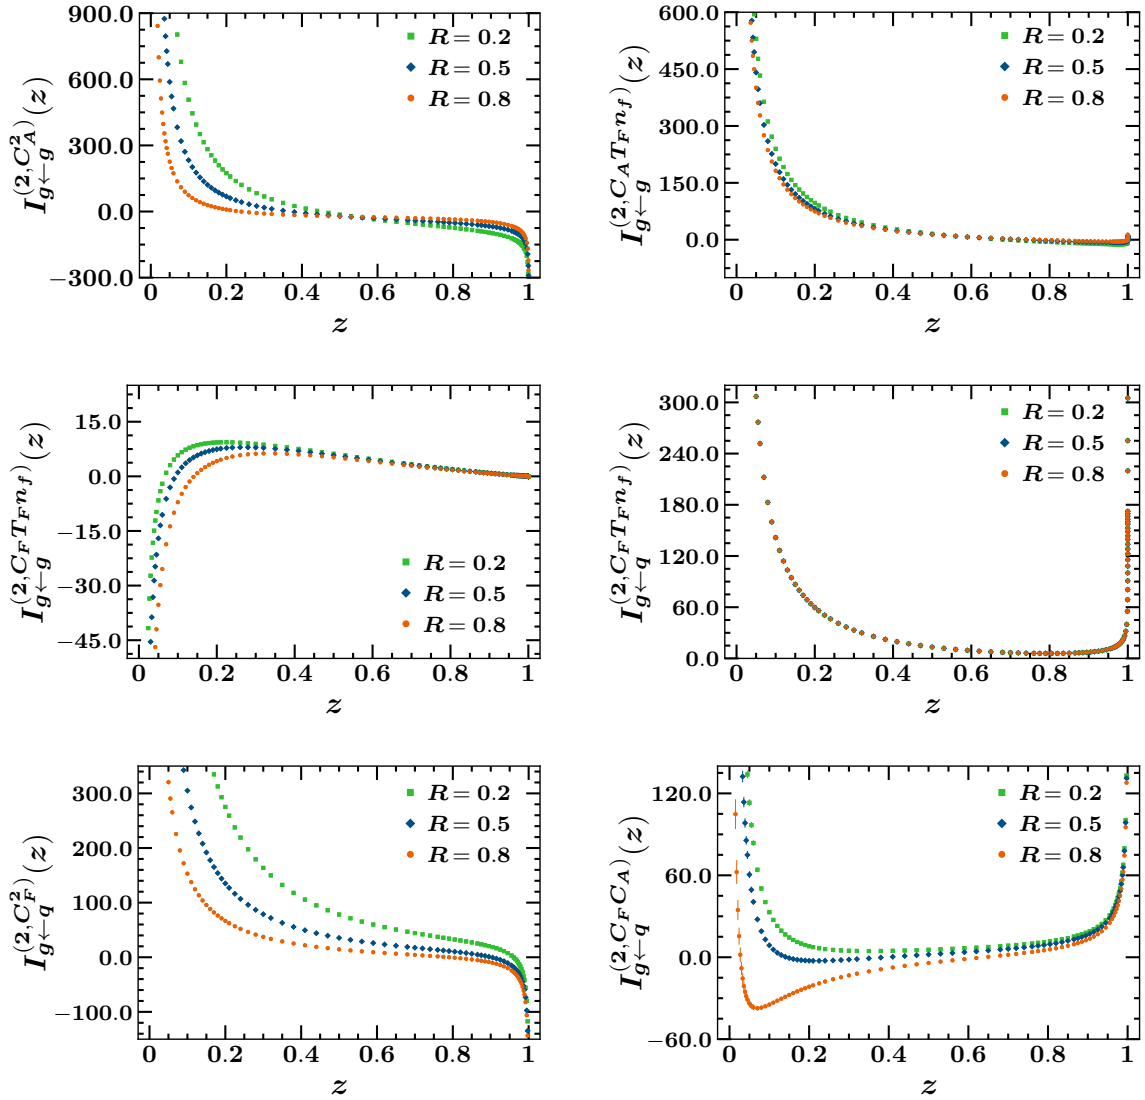 I_{g←g}^{(2,C_A^2)}(z)
900.0
600.0
300.0
0.0
−300.0
R = 0.2
R = 0.5
R = 0.8
0 0.2 0.4 0.6 0.8 1
z
I_{g←g}^{(2,C_A T_F n_f)}(z)
600.0
450.0
300.0
150.0
0.0
R = 0.2
R = 0.5
R = 0.8
0 0.2 0.4 0.6 0.8 1
z
I_{g←g}^{(2,C_F T_F n_f)}(z)
15.0
0.0
−15.0
−30.0
−45.0
R = 0.2
R = 0.5
R = 0.8
0 0.2 0.4 0.6 0.8 1
z
I_{g←q}^{(2,C_F T_F n_f)}(z)
300.0
240.0
180.0
120.0
60.0
0.0
R = 0.2
R = 0.5
R = 0.8
0 0.2 0.4 0.6 0.8 1
z
I_{g←q}^{(2,C_F^2)}(z)
300.0
200.0
100.0
0.0
−100.0
R = 0.2
R = 0.5
R = 0.8
0 0.2 0.4 0.6 0.8 1
z
I_{g←q}^{(2,C_F C_A)}(z)
120.0
60.0
0.0
−60.0
R = 0.2
R = 0.5
R = 0.8
0 0.2 0.4 0.6 0.8 1
z